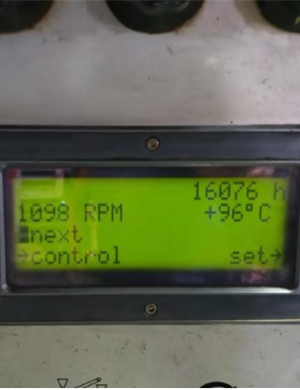 16076 h
1098 RPM +96°C
next
→control set→